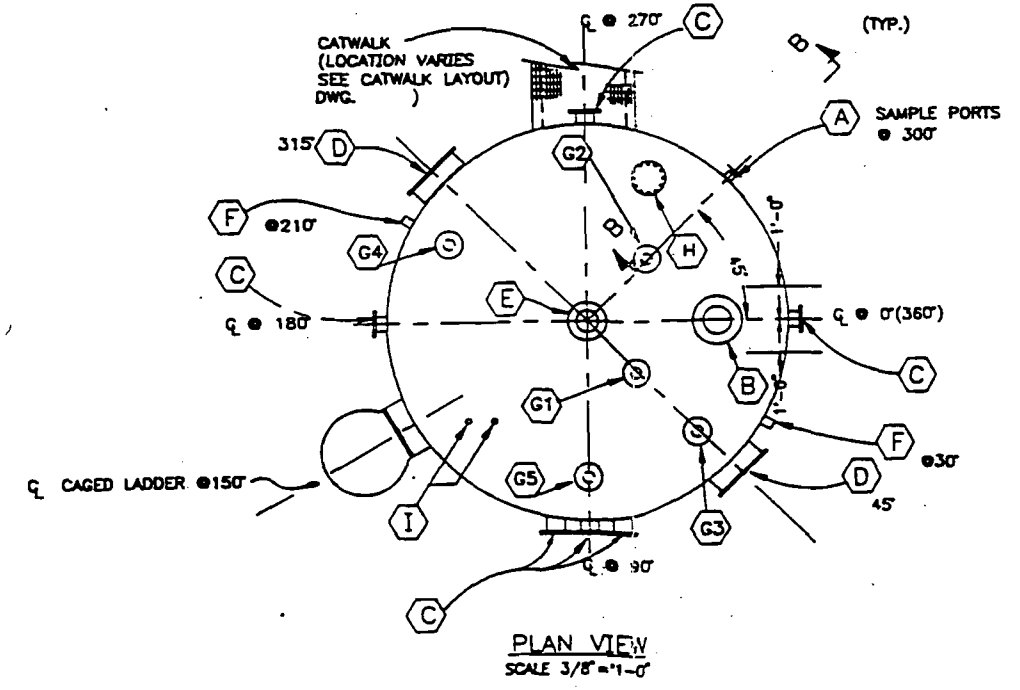 ℄ @ 270°
C
(TYP.)
CATWALK
(LOCATION VARIES
SEE CATWALK LAYOUT)
DWG. )
B
A
SAMPLE PORTS
@ 300°
315° D
G2
F @210°
G4
B
H
1'-0"
45°
C
E
℄ @ 180°
℄ @ 0°(360°)
B
C
G1
1'-0"
F
@30°
℄ CAGED LADDER @150°
G5
D
45°
I
G3
℄ @ 90°
C
PLAN VIEW
SCALE 3/8"=1'-0"